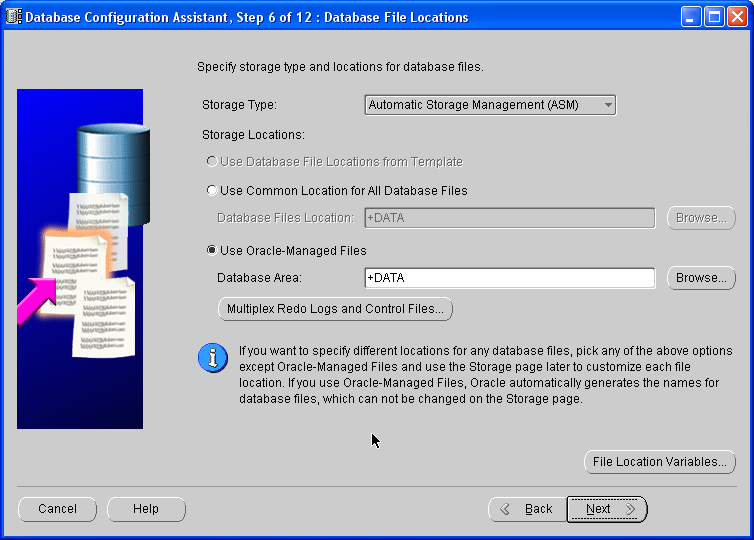 Database Configuration Assistant, Step 6 of 12 : Database File Locations
Specify storage type and locations for database files.
Storage Type: Automatic Storage Management (ASM)
Storage Locations:
Use Database File Locations from Template
Use Common Location for All Database Files
Database Files Location: +DATA Browse...
Use Oracle-Managed Files
Database Area: +DATA Browse...
Multiplex Redo Logs and Control Files...
If you want to specify different locations for any database files, pick any of the above options
except Oracle-Managed Files and use the Storage page later to customize each file
location. If you use Oracle-Managed Files, Oracle automatically generates the names for
database files, which can not be changed on the Storage page.
File Location Variables...
Cancel Help Back Next